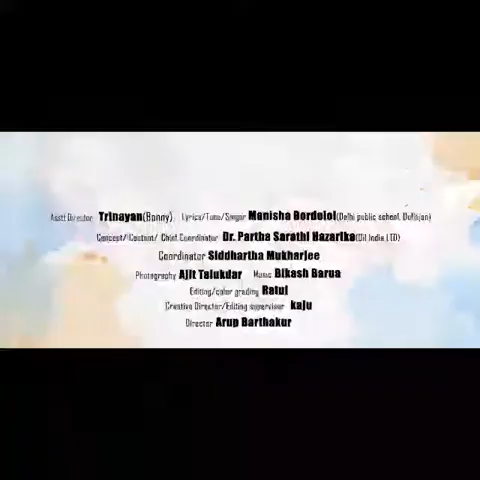 Asstt Director Trinayan(Bonny) Lyrics/Tune/Singer Manisha Bordoloi(Delhi public school, Duliajan)
Concept/ Content/ Chief Coordinator Dr. Partha Sarathi Hazarika(Oil India LTD)
Coordinator Siddhartha Mukharjee
Photography Ajit Talukdar Music Bikash Barua
Editing/color grading Ratul
Creative Director/Editing supervisor kaju
Director Arup Barthakur